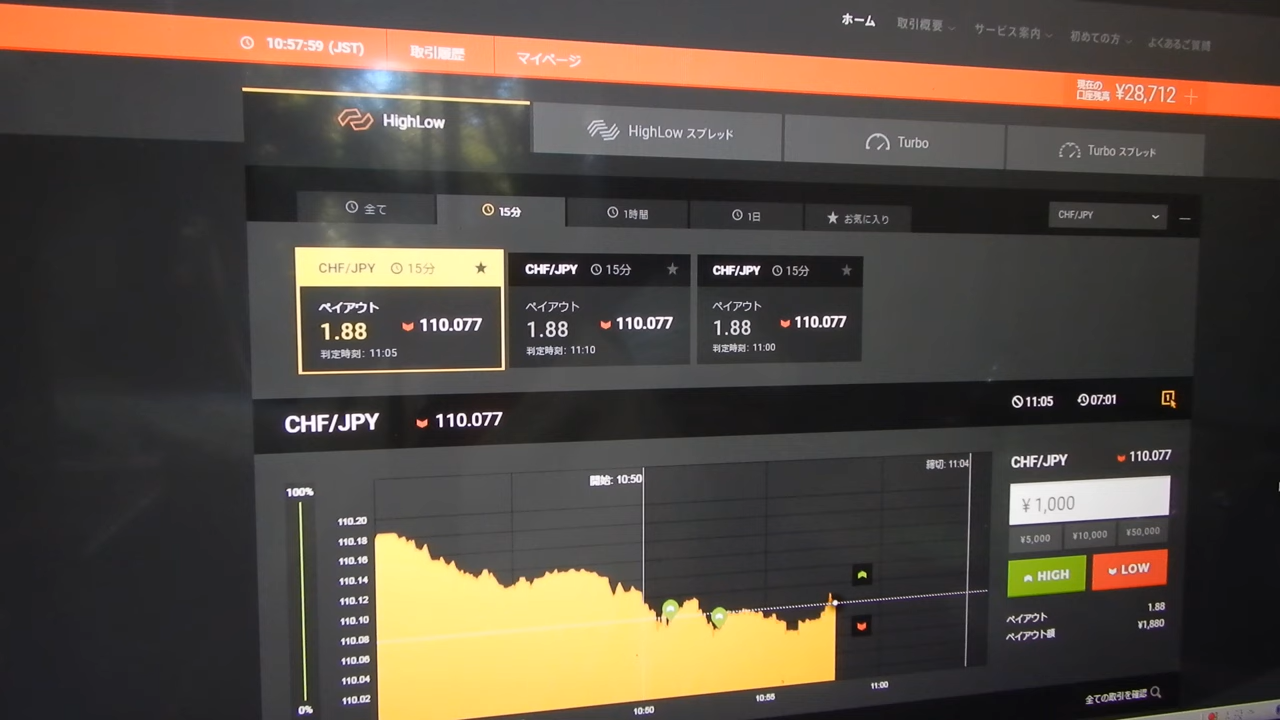 ホーム 取引概要 サービス案内 初めての方 よくあるご質問
10:57:59 (JST) 取引履歴 マイページ
現在の
口座残高 ¥28,712 +
HighLow HighLow スプレッド Turbo Turbo スプレッド
全て 15分 1時間 1日 お気に入り CHF/JPY
CHF/JPY 15分 CHF/JPY 15分 CHF/JPY 15分
ペイアウト ペイアウト ペイアウト
1.88 110.077 1.88 110.077 1.88 110.077
判定時刻: 11:05 判定時刻: 11:10 判定時刻: 11:00
CHF/JPY 110.077 11:05 07:01
開始: 10:50 締切: 11:04 CHF/JPY 110.077
100%
¥ 1,000
110.20
¥5,000 ¥10,000 ¥50,000
110.18
110.16
HIGH LOW
110.14
110.12
ペイアウト 1.88
110.10
ペイアウト額 ¥1,880
110.08
110.06
110.04
110.02
0%
10:50 10:55 11:00
全ての取引を確認